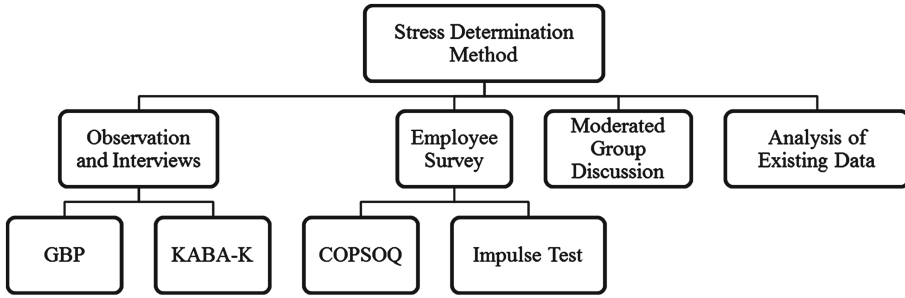 Stress Determination
Method
Observation
and Interviews
Employee
Survey
Moderated
Group
Discussion
Analysis of
Existing Data
GBP
KABA-K
COPSOQ
Impulse Test